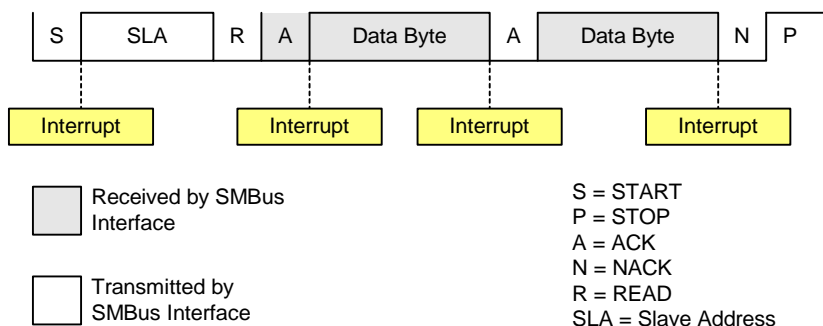 S SLA R A Data Byte A Data Byte N P
Interrupt Interrupt Interrupt Interrupt
Received by SMBus
Interface
Transmitted by
SMBus Interface
S = START
P = STOP
A = ACK
N = NACK
R = READ
SLA = Slave Address